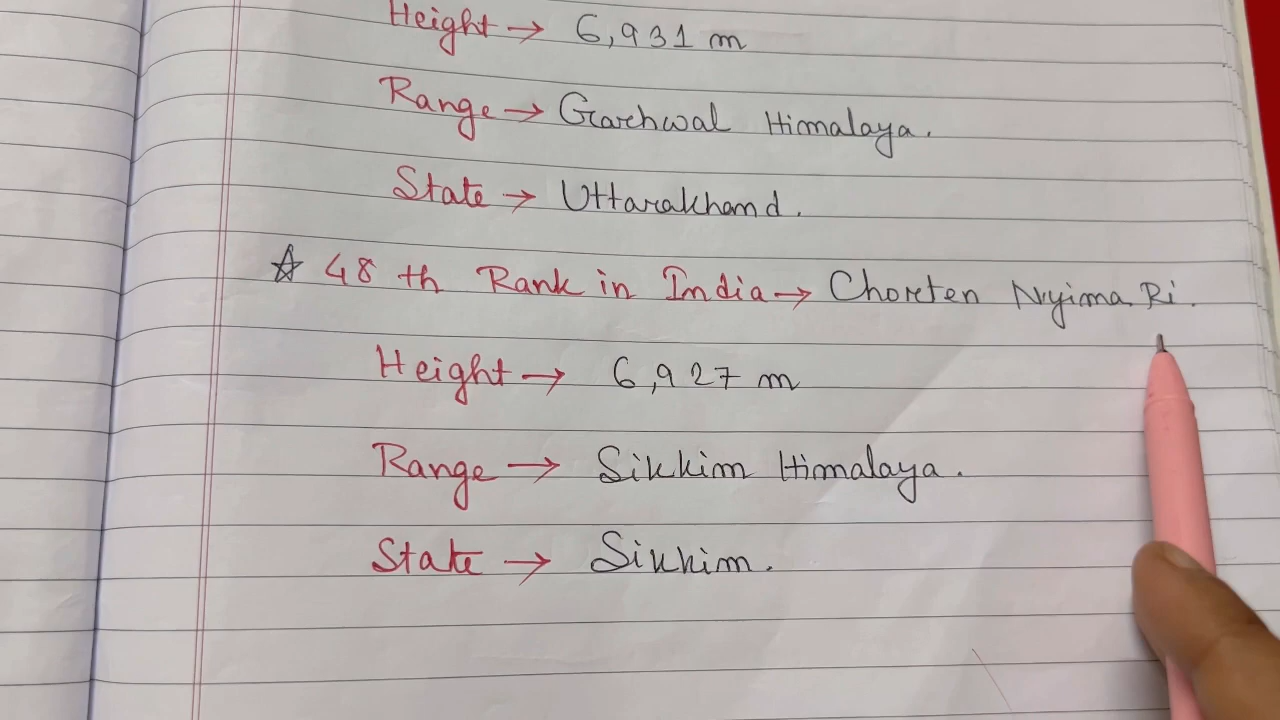 Height → 6,931 m
Range → Garhwal Himalaya.
State → Uttarakhand.
☆ 48 th Rank in India → Chorten Nyima Ri.
Height → 6,927 m
Range → Sikkim Himalaya.
State → Sikkim.